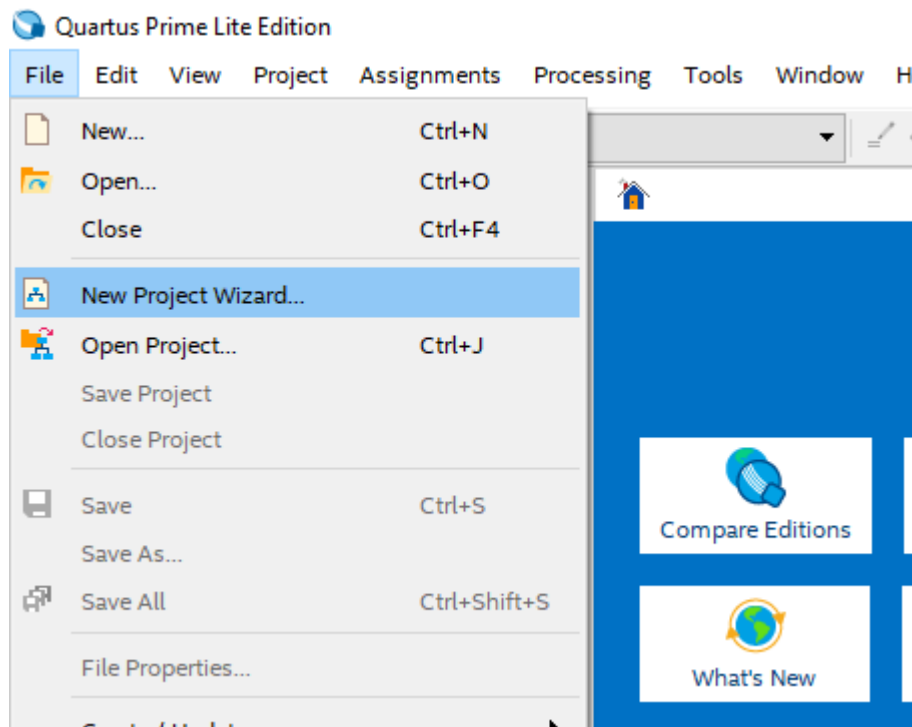 Quartus Prime Lite Edition
File Edit View Project Assignments Processing Tools Window
New... Ctrl+N
Open... Ctrl+O
Close Ctrl+F4
New Project Wizard...
Open Project... Ctrl+J
Save Project
Close Project
Save Ctrl+S
Save As...
Save All Ctrl+Shift+S
File Properties...
Compare Editions
What's New